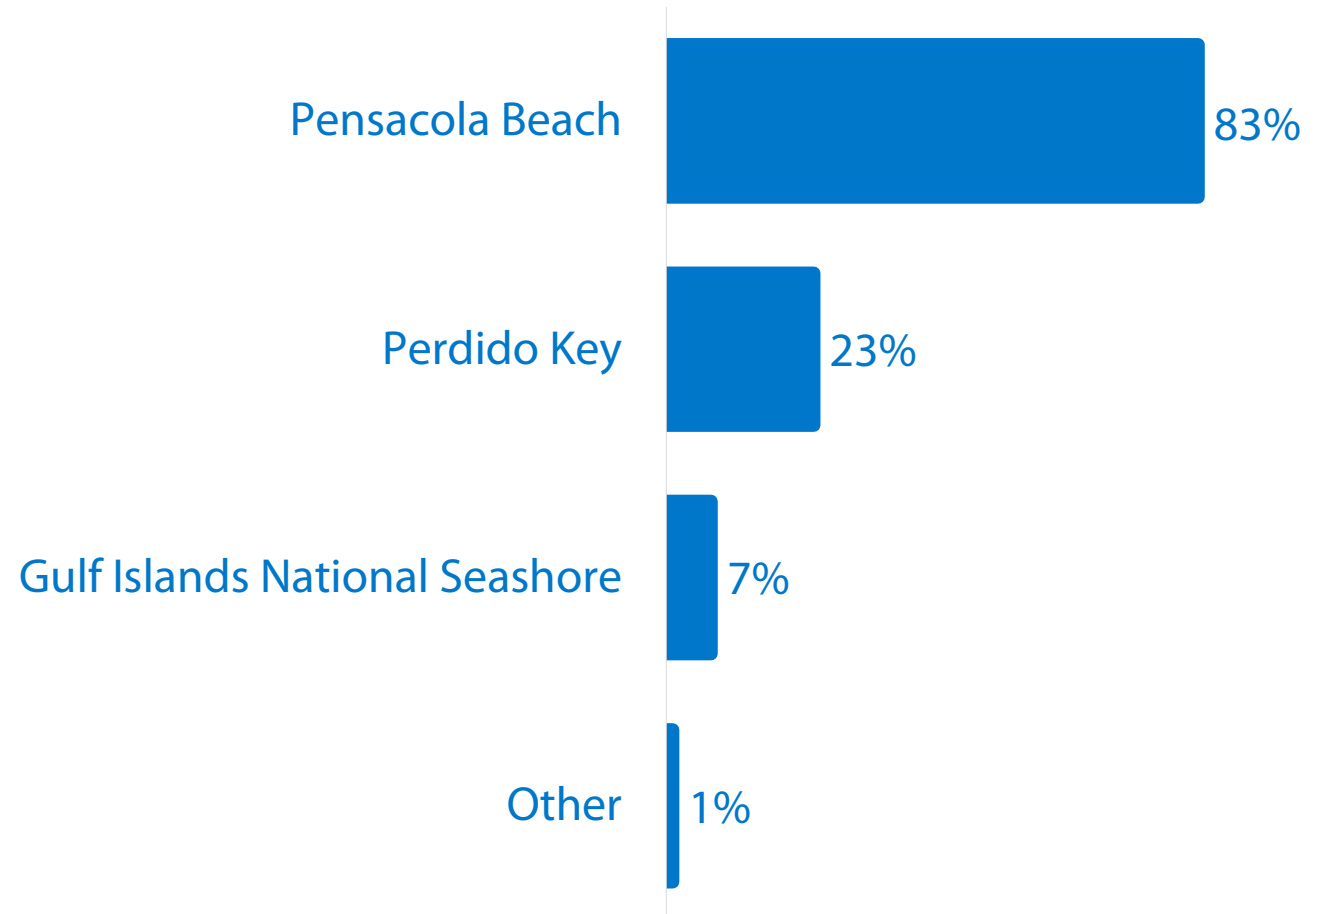 Pensacola Beach 83%
Perdido Key 23%
Gulf Islands National Seashore 7%
Other 1%